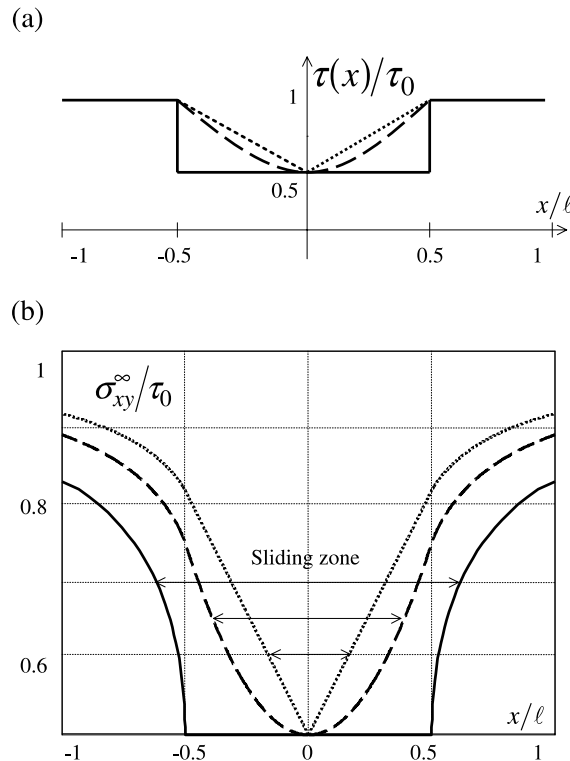 (a)
τ(x)/τ₀
1
0.5
x/ℓ
-1 -0.5 0.5 1
(b)
1
σ∞xy/τ₀
0.8
Sliding zone
0.6
x/ℓ
-1 -0.5 0 0.5 1